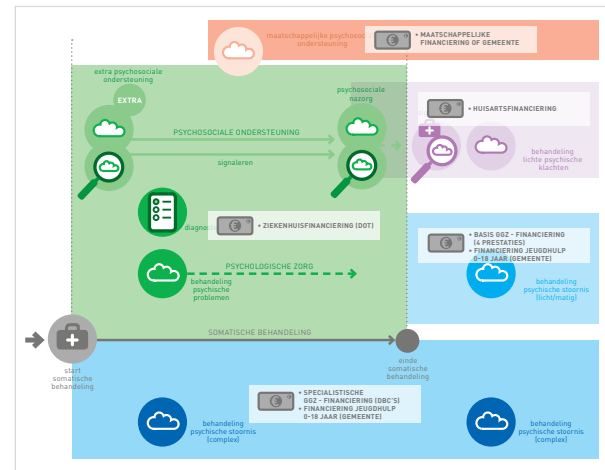 maatschappelijke psychosoc
ondersteuning
• MAATSCHAPPELIJKE
FINANCIERING OF GEMEENTE
extra psychosociale
ondersteuning
EXTRA
psychosociale
nazorg
• HUISARTSFINANCIERING
PSYCHOSOCIALE ONDERSTEUNING
signaleren
behandeling
lichte psychische
klachten
• ZIEKENHUISFINANCIERING (DOT)
• BASIS GGZ - FINANCIERING
(4 PRESTATIES)
• FINANCIERING JEUGDHULP
0-18 JAAR (GEMEENTE)
PSYCHOLOGISCHE ZORG
behandeling
psychische
problemen
behandeling
psychische stoornis
(licht/matig)
SOMATISCHE BEHANDELING
start
somatische
behandeling
einde
somatische
behandeling
• SPECIALISTISCHE
GGZ - FINANCIERING (DBC'S)
• FINANCIERING JEUGDHULP
0-18 JAAR (GEMEENTE)
behandeling
psychische stoornis
(complex)
behandeling
psychische stoornis
(complex)